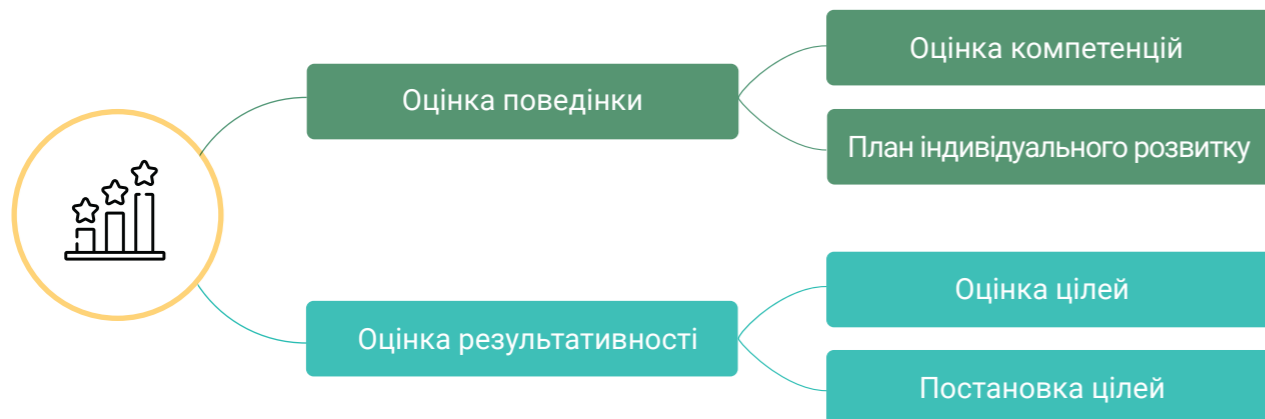 Оцінка поведінки
Оцінка компетенцій
План індивідуального розвитку
Оцінка результативності
Оцінка цілей
Постановка цілей